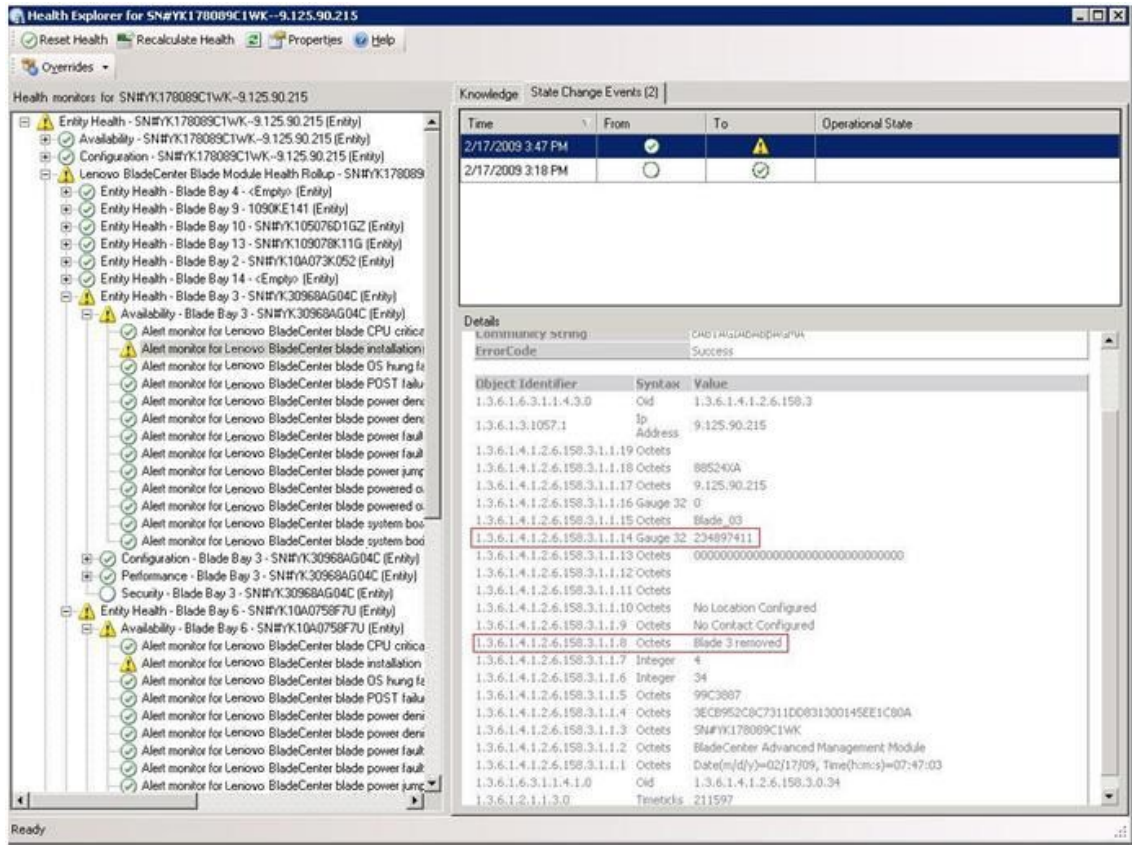 Health Explorer for SN#YK178089C1WK--9.125.90.215
Reset Health Recalculate Health Properties Help
Overrides
Health monitors for SN#YK178089C1WK--9.125.90.215
Entity Health - SN#YK178089C1WK--9.125.90.215 (Entity)
Availability - SN#YK178089C1WK--9.125.90.215 (Entity)
Configuration - SN#YK178089C1WK--9.125.90.215 (Entity)
Lenovo BladeCenter Blade Module Health Rollup - SN#YK178089
Entity Health - Blade Bay 4 - <Empty> (Entity)
Entity Health - Blade Bay 9 - 1090KE141 (Entity)
Entity Health - Blade Bay 10 - SN#YK105076D1GZ (Entity)
Entity Health - Blade Bay 13 - SN#YK109078K11G (Entity)
Entity Health - Blade Bay 2 - SN#YK10A073K052 (Entity)
Entity Health - Blade Bay 14 - <Empty> (Entity)
Entity Health - Blade Bay 3 - SN#YK30968AG04C (Entity)
Availability - Blade Bay 3 - SN#YK30968AG04C (Entity)
Alert monitor for Lenovo BladeCenter blade CPU critica
Alert monitor for Lenovo BladeCenter blade installation
Alert monitor for Lenovo BladeCenter blade OS hung fa
Alert monitor for Lenovo BladeCenter blade POST failu
Alert monitor for Lenovo BladeCenter blade power deni
Alert monitor for Lenovo BladeCenter blade power deni
Alert monitor for Lenovo BladeCenter blade power fault
Alert monitor for Lenovo BladeCenter blade power fault
Alert monitor for Lenovo BladeCenter blade power jump
Alert monitor for Lenovo BladeCenter blade powered o
Alert monitor for Lenovo BladeCenter blade powered o
Alert monitor for Lenovo BladeCenter blade system boa
Alert monitor for Lenovo BladeCenter blade system boo
Configuration - Blade Bay 3 - SN#YK30968AG04C (Entity)
Performance - Blade Bay 3 - SN#YK30968AG04C (Entity)
Security - Blade Bay 3 - SN#YK30968AG04C (Entity)
Entity Health - Blade Bay 6 - SN#YK10A0758F7U (Entity)
Availability - Blade Bay 6 - SN#YK10A0758F7U (Entity)
Alert monitor for Lenovo BladeCenter blade CPU critica
Alert monitor for Lenovo BladeCenter blade installation
Alert monitor for Lenovo BladeCenter blade OS hung fa
Alert monitor for Lenovo BladeCenter blade POST failu
Alert monitor for Lenovo BladeCenter blade power deni
Alert monitor for Lenovo BladeCenter blade power deni
Alert monitor for Lenovo BladeCenter blade power fault
Alert monitor for Lenovo BladeCenter blade power fault
Alert monitor for Lenovo BladeCenter blade power jump
Knowledge State Change Events (2)
Time From To Operational State
2/17/2009 3:47 PM
2/17/2009 3:18 PM
Details
Community String
ErrorCode Success
Object Identifier Syntax Value
1.3.6.1.6.3.1.1.4.3.0 Oid 1.3.6.1.4.1.2.6.158.3
1.3.6.1.3.1057.1 Ip Address 9.125.90.215
1.3.6.1.4.1.2.6.158.3.1.1.19 Octets
1.3.6.1.4.1.2.6.158.3.1.1.18 Octets 88524XA
1.3.6.1.4.1.2.6.158.3.1.1.17 Octets 9.125.90.215
1.3.6.1.4.1.2.6.158.3.1.1.16 Gauge 32 0
1.3.6.1.4.1.2.6.158.3.1.1.15 Octets Blade_03
1.3.6.1.4.1.2.6.158.3.1.1.14 Gauge 32 234897411
1.3.6.1.4.1.2.6.158.3.1.1.13 Octets 00000000000000000000000000000000
1.3.6.1.4.1.2.6.158.3.1.1.12 Octets
1.3.6.1.4.1.2.6.158.3.1.1.11 Octets
1.3.6.1.4.1.2.6.158.3.1.1.10 Octets No Location Configured
1.3.6.1.4.1.2.6.158.3.1.1.9 Octets No Contact Configured
1.3.6.1.4.1.2.6.158.3.1.1.8 Octets Blade 3 removed
1.3.6.1.4.1.2.6.158.3.1.1.7 Integer 4
1.3.6.1.4.1.2.6.158.3.1.1.6 Integer 34
1.3.6.1.4.1.2.6.158.3.1.1.5 Octets 99C3887
1.3.6.1.4.1.2.6.158.3.1.1.4 Octets 3ECB952C8C7311DD831300145EE1C80A
1.3.6.1.4.1.2.6.158.3.1.1.3 Octets SN#YK178089C1WK
1.3.6.1.4.1.2.6.158.3.1.1.2 Octets BladeCenter Advanced Management Module
1.3.6.1.4.1.2.6.158.3.1.1.1 Octets Date(m/d/y)=02/17/09, Time(h:m:s)=07:47:03
1.3.6.1.6.3.1.1.4.1.0 Oid 1.3.6.1.4.1.2.6.158.3.0.34
1.3.6.1.2.1.1.3.0 Timeticks 211597
Ready